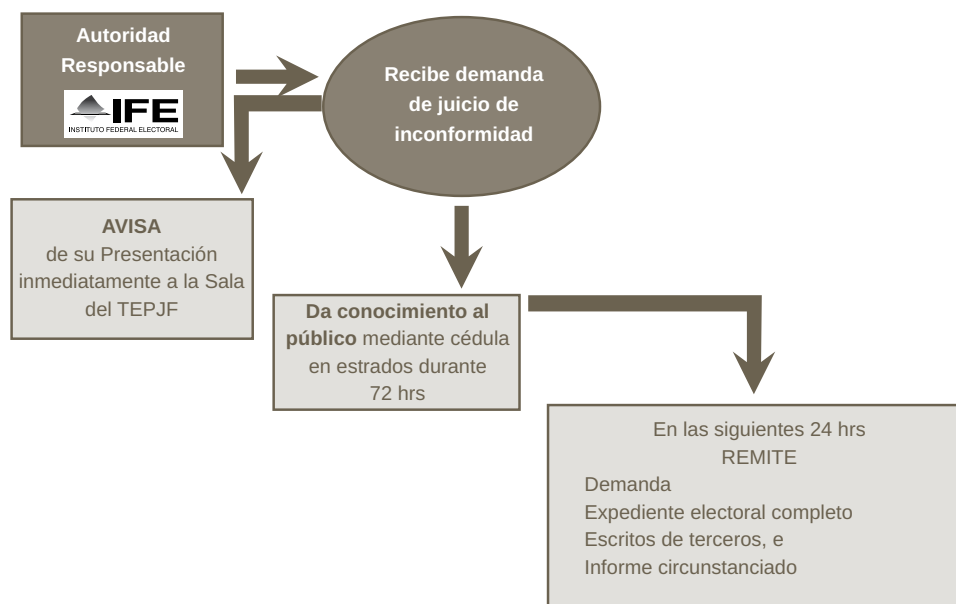 Autoridad
Responsable
IFE
INSTITUTO FEDERAL ELECTORAL
Recibe demanda
de juicio de
inconformidad
AVISA
de su Presentación
inmediatamente a la Sala
del TEPJF
Da conocimiento al
público mediante cédula
en estrados durante
72 hrs
En las siguientes 24 hrs
REMITE
Demanda
Expediente electoral completo
Escritos de terceros, e
Informe circunstanciado